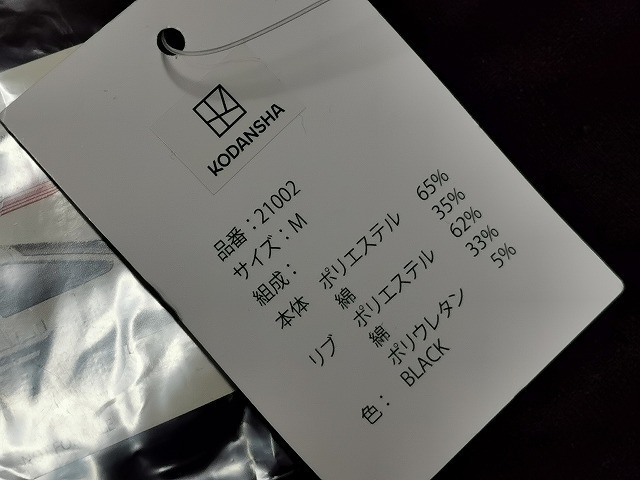 KODANSHA
品番：21002
サイズ：M
組成：
本体 ポリエステル 65%
綿 35%
リブ ポリエステル 62%
綿 33%
ポリウレタン 5%
色： BLACK